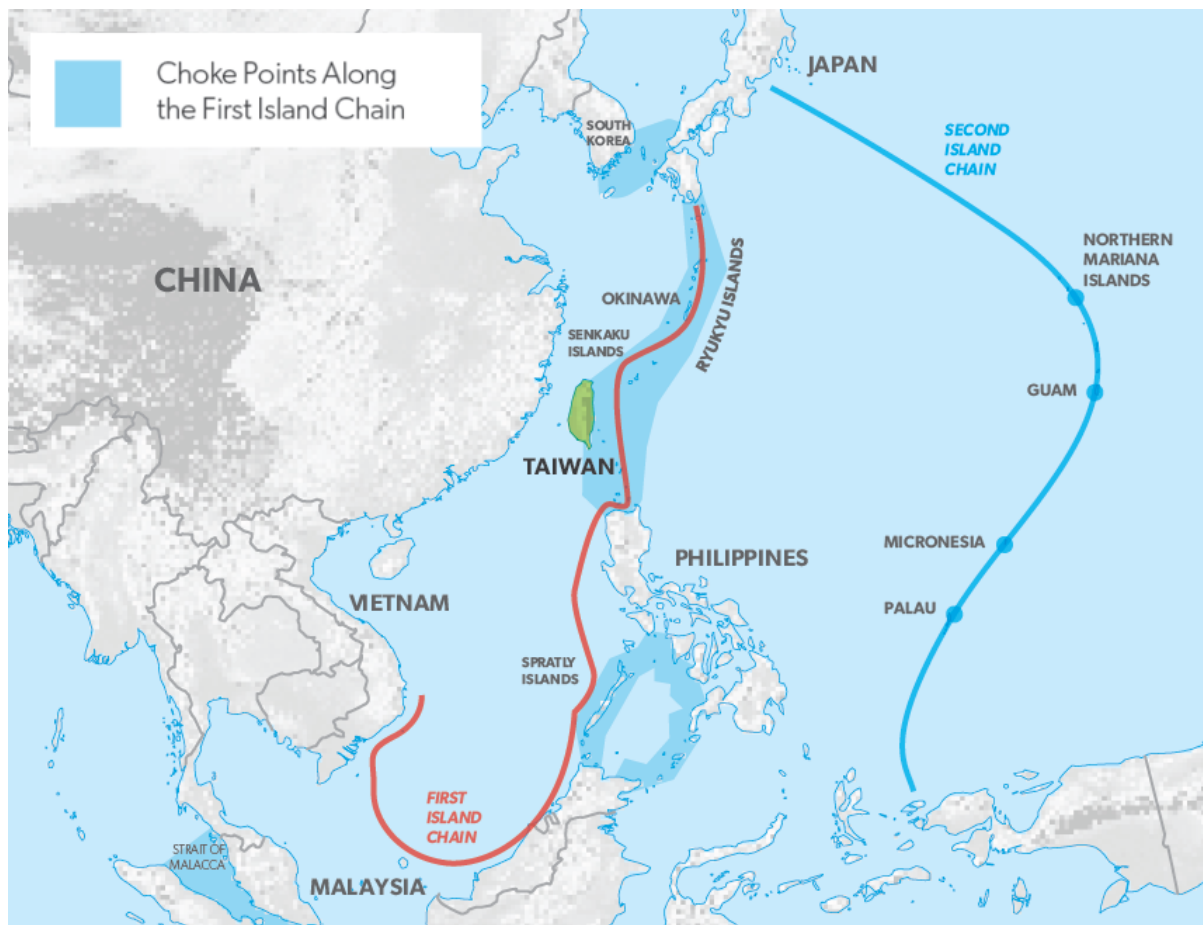 Choke Points Along
the First Island Chain
JAPAN
SOUTH
KOREA
SECOND
ISLAND
CHAIN
NORTHERN
MARIANA
ISLANDS
CHINA
OKINAWA
RYUKYU ISLANDS
SENKAKU
ISLANDS
GUAM
TAIWAN
MICRONESIA
PHILIPPINES
VIETNAM
PALAU
SPRATLY
ISLANDS
FIRST
ISLAND
CHAIN
STRAIT OF
MALACCA
MALAYSIA